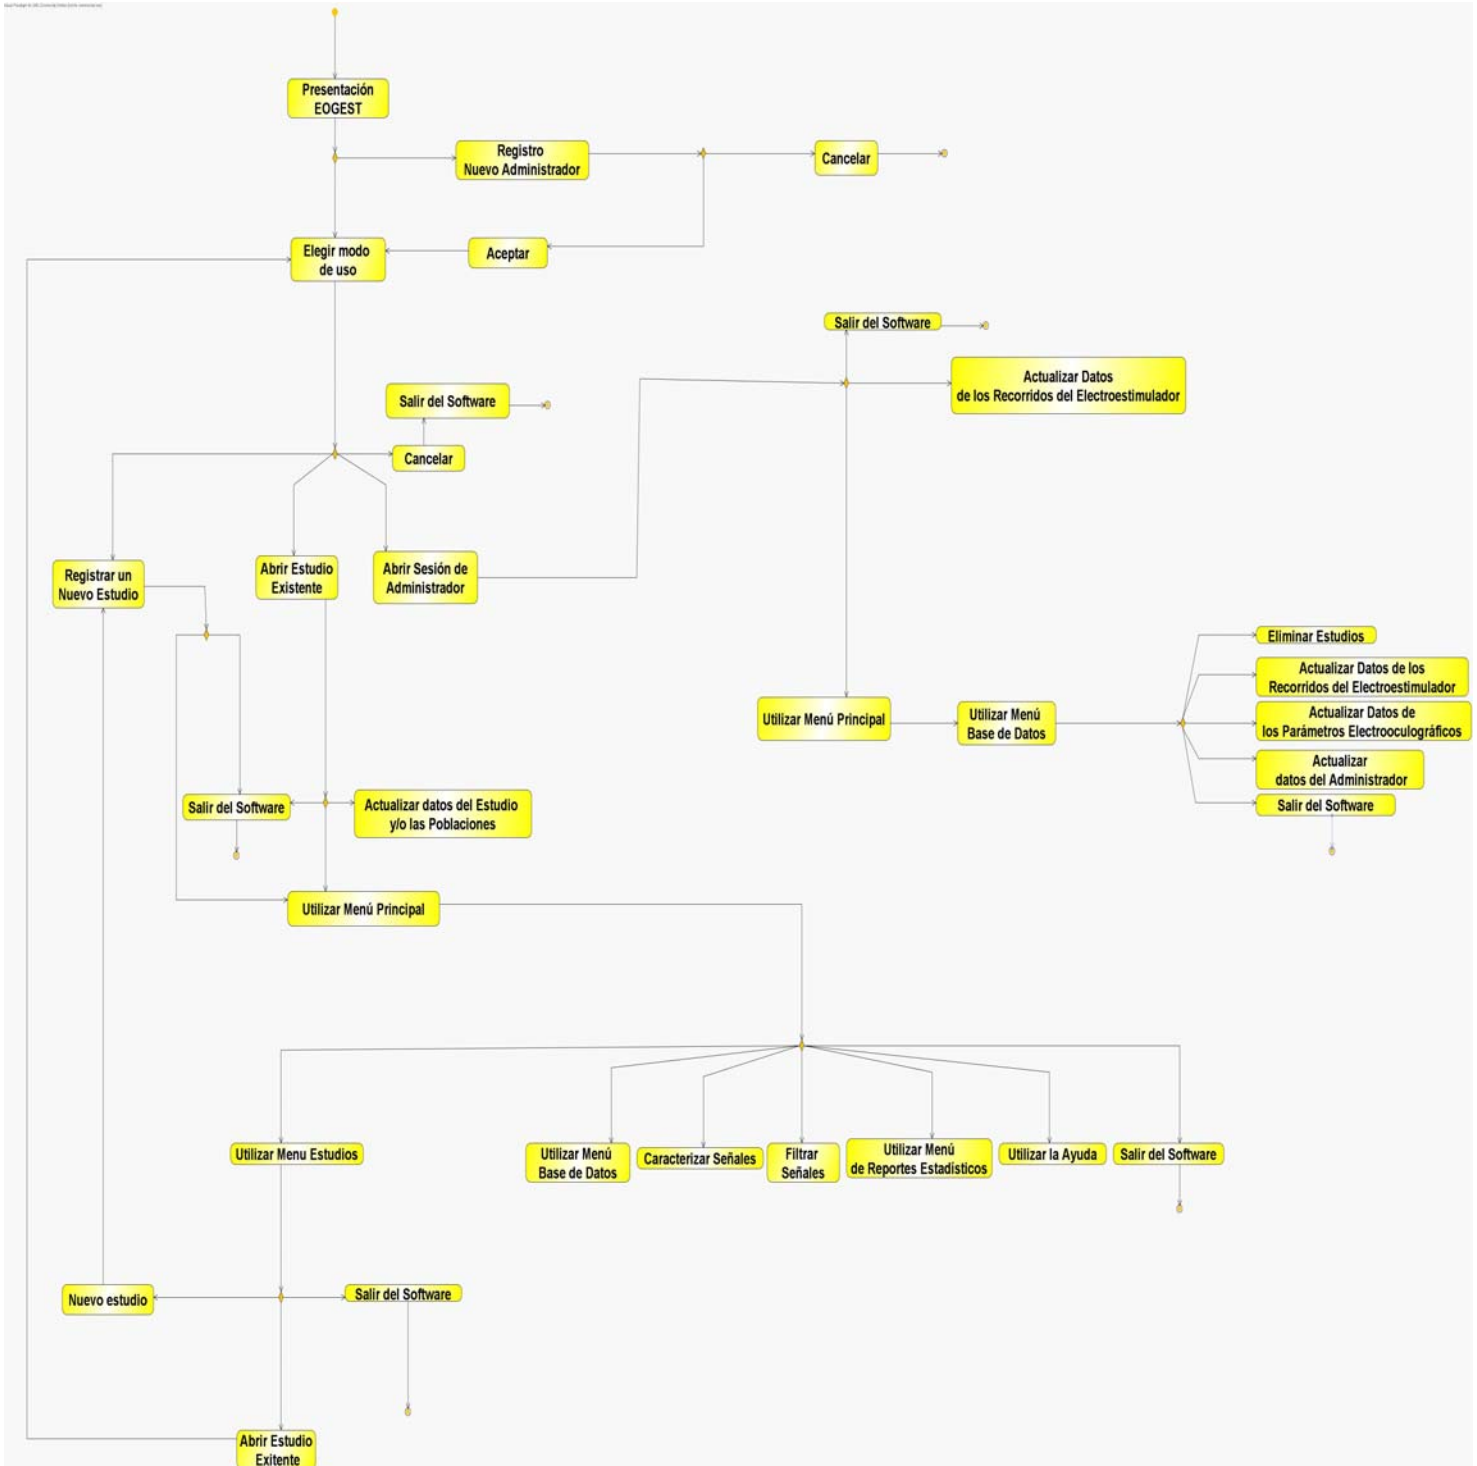 Presentación
EOGEST
Registro
Nuevo Administrador
Cancelar
Elegir modo
de uso
Aceptar
Salir del Software
Actualizar Datos
de los Recorridos del Electroestimulador
Salir del Software
Cancelar
Registrar un
Nuevo Estudio
Abrir Estudio
Existente
Abrir Sesión de
Administrador
Eliminar Estudios
Actualizar Datos de los
Recorridos del Electroestimulador
Utilizar Menú Principal
Utilizar Menú
Base de Datos
Actualizar Datos de
los Parámetros Electrooculográficos
Actualizar
datos del Administrador
Salir del Software
Salir del Software
Actualizar datos del Estudio
y/o las Poblaciones
Utilizar Menú Principal
Utilizar Menu Estudios
Utilizar Menú
Base de Datos
Caracterizar Señales
Filtrar
Señales
Utilizar Menú
de Reportes Estadísticos
Utilizar la Ayuda
Salir del Software
Nuevo estudio
Salir del Software
Abrir Estudio
Exitente